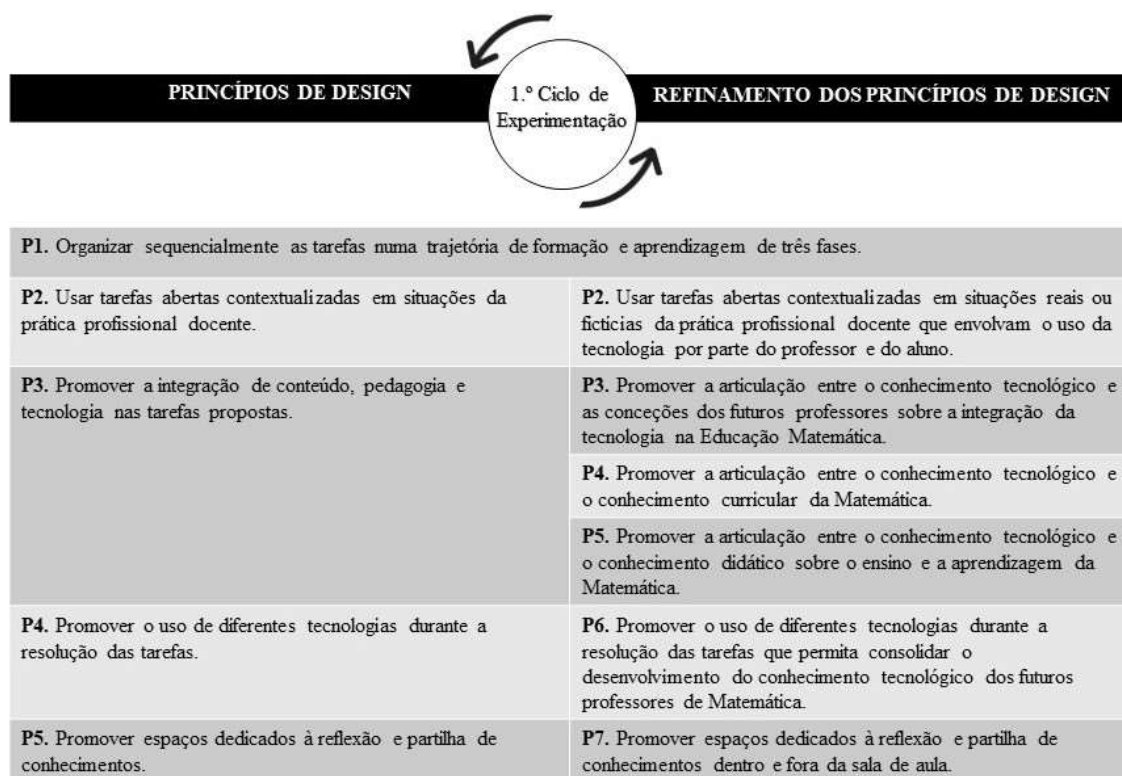 PRINCÍPIOS DE DESIGN
1.º Ciclo de
Experimentação
REFINAMENTO DOS PRINCÍPIOS DE DESIGN
P1. Organizar sequencialmente as tarefas numa trajetória de formação e aprendizagem de três fases.
P2. Usar tarefas abertas contextualizadas em situações da
prática profissional docente.
P2. Usar tarefas abertas contextualizadas em situações reais ou
ficticias da prática profissional docente que envolvam o uso da
tecnologia por parte do professor e do aluno.
P3. Promover a integração de conteúdo, pedagogia e
tecnologia nas tarefas propostas.
P3. Promover a articulação entre o conhecimento tecnológico e
as conceções dos futuros professores sobre a integração da
tecnologia na Educação Matemática.
P4. Promover a articulação entre o conhecimento tecnológico e
o conhecimento curricular da Matemática.
P5. Promover a articulação entre o conhecimento tecnológico e
o conhecimento didático sobre o ensino e a aprendizagem da
Matemática.
P4. Promover o uso de diferentes tecnologias durante a
resolução das tarefas.
P6. Promover o uso de diferentes tecnologias durante a
resolução das tarefas que permita consolidar o
desenvolvimento do conhecimento tecnológico dos futuros
professores de Matemática.
P5. Promover espaços dedicados à reflexão e partilha de
conhecimentos.
P7. Promover espaços dedicados à reflexão e partilha de
conhecimentos dentro e fora da sala de aula.